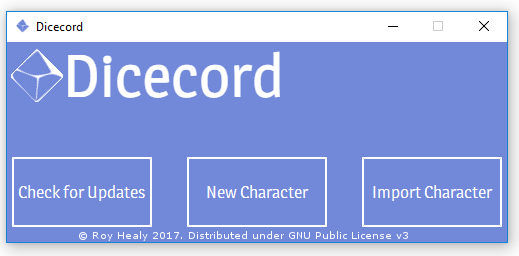 Dicecord
Dicecord
Check for Updates
New Character
Import Character
© Roy Healy 2017. Distributed under GNU Public License v3